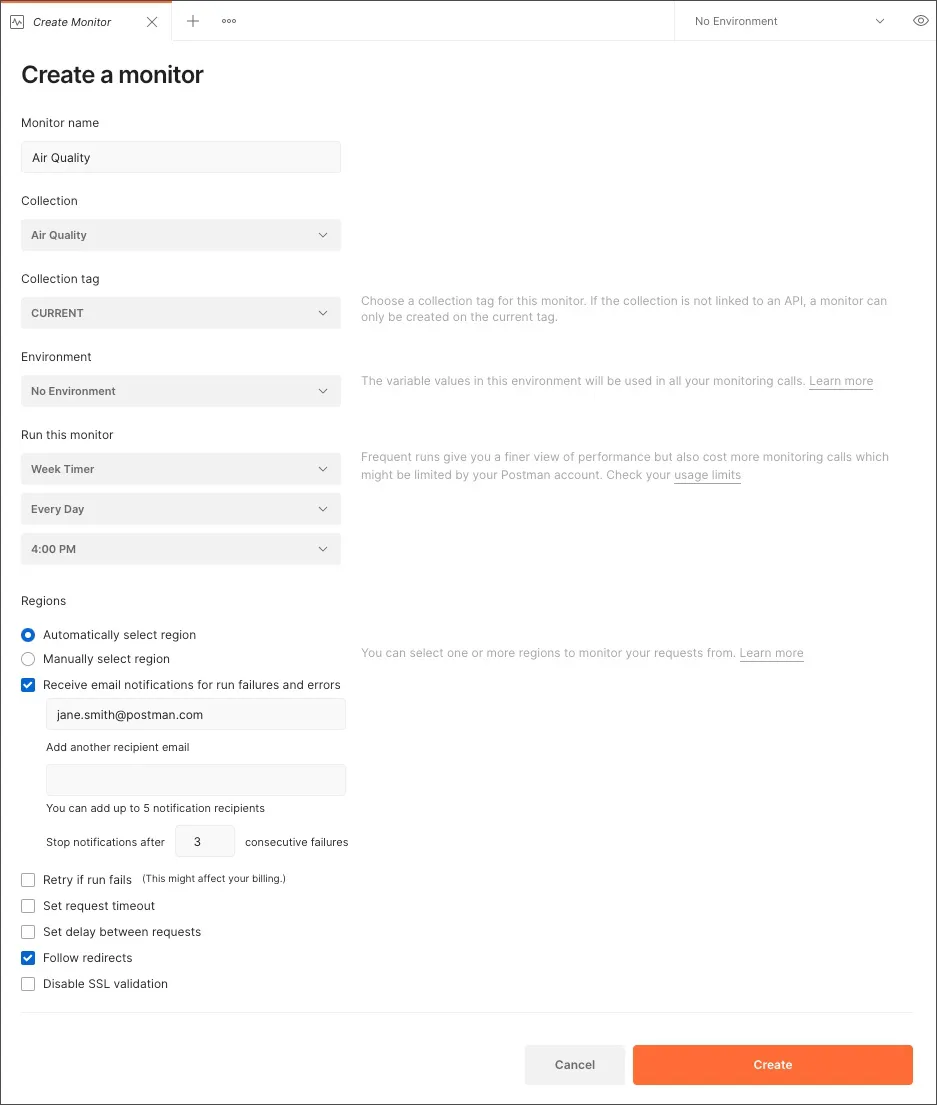 Create Monitor
No Environment
Create a monitor
Monitor name
Air Quality
Collection
Air Quality
Collection tag
CURRENT
Choose a collection tag for this monitor. If the collection is not linked to an API, a monitor can
only be created on the current tag.
Environment
No Environment
The variable values in this environment will be used in all your monitoring calls. Learn more
Run this monitor
Week Timer
Frequent runs give you a finer view of performance but also cost more monitoring calls which
might be limited by your Postman account. Check your usage limits
Every Day
4:00 PM
Regions
Automatically select region
Manually select region
You can select one or more regions to monitor your requests from. Learn more
Receive email notifications for run failures and errors
jane.smith@postman.com
Add another recipient email
You can add up to 5 notification recipients
Stop notifications after 3 consecutive failures
Retry if run fails (This might affect your billing.)
Set request timeout
Set delay between requests
Follow redirects
Disable SSL validation
Cancel
Create